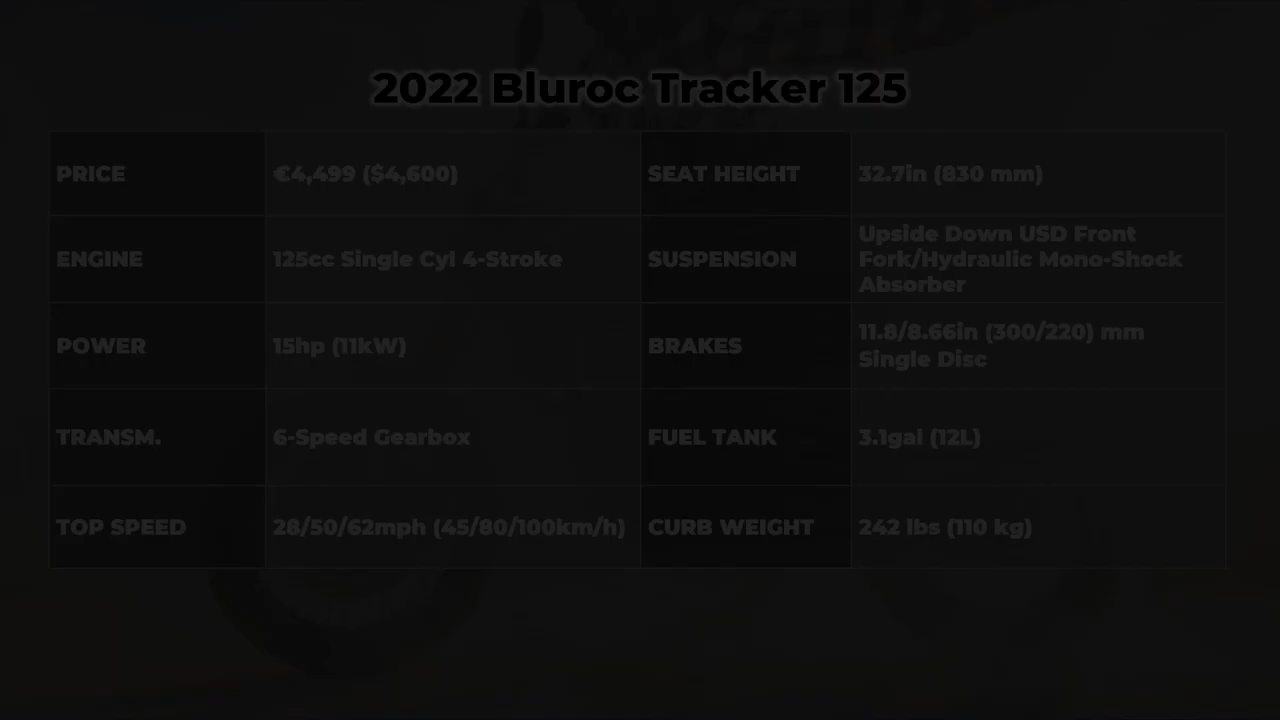 2022 Bluroc Tracker 125
PRICE €4,499 ($4,600) SEAT HEIGHT 32.7in (830 mm)
ENGINE 125cc Single Cyl 4-Stroke SUSPENSION Upside Down USD Front
Fork/Hydraulic Mono-Shock
Absorber
POWER 15hp (11kW) BRAKES 11.8/8.66in (300/220) mm
Single Disc
TRANSM. 6-Speed Gearbox FUEL TANK 3.1gal (12L)
TOP SPEED 28/50/62mph (45/80/100km/h) CURB WEIGHT 242 lbs (110 kg)